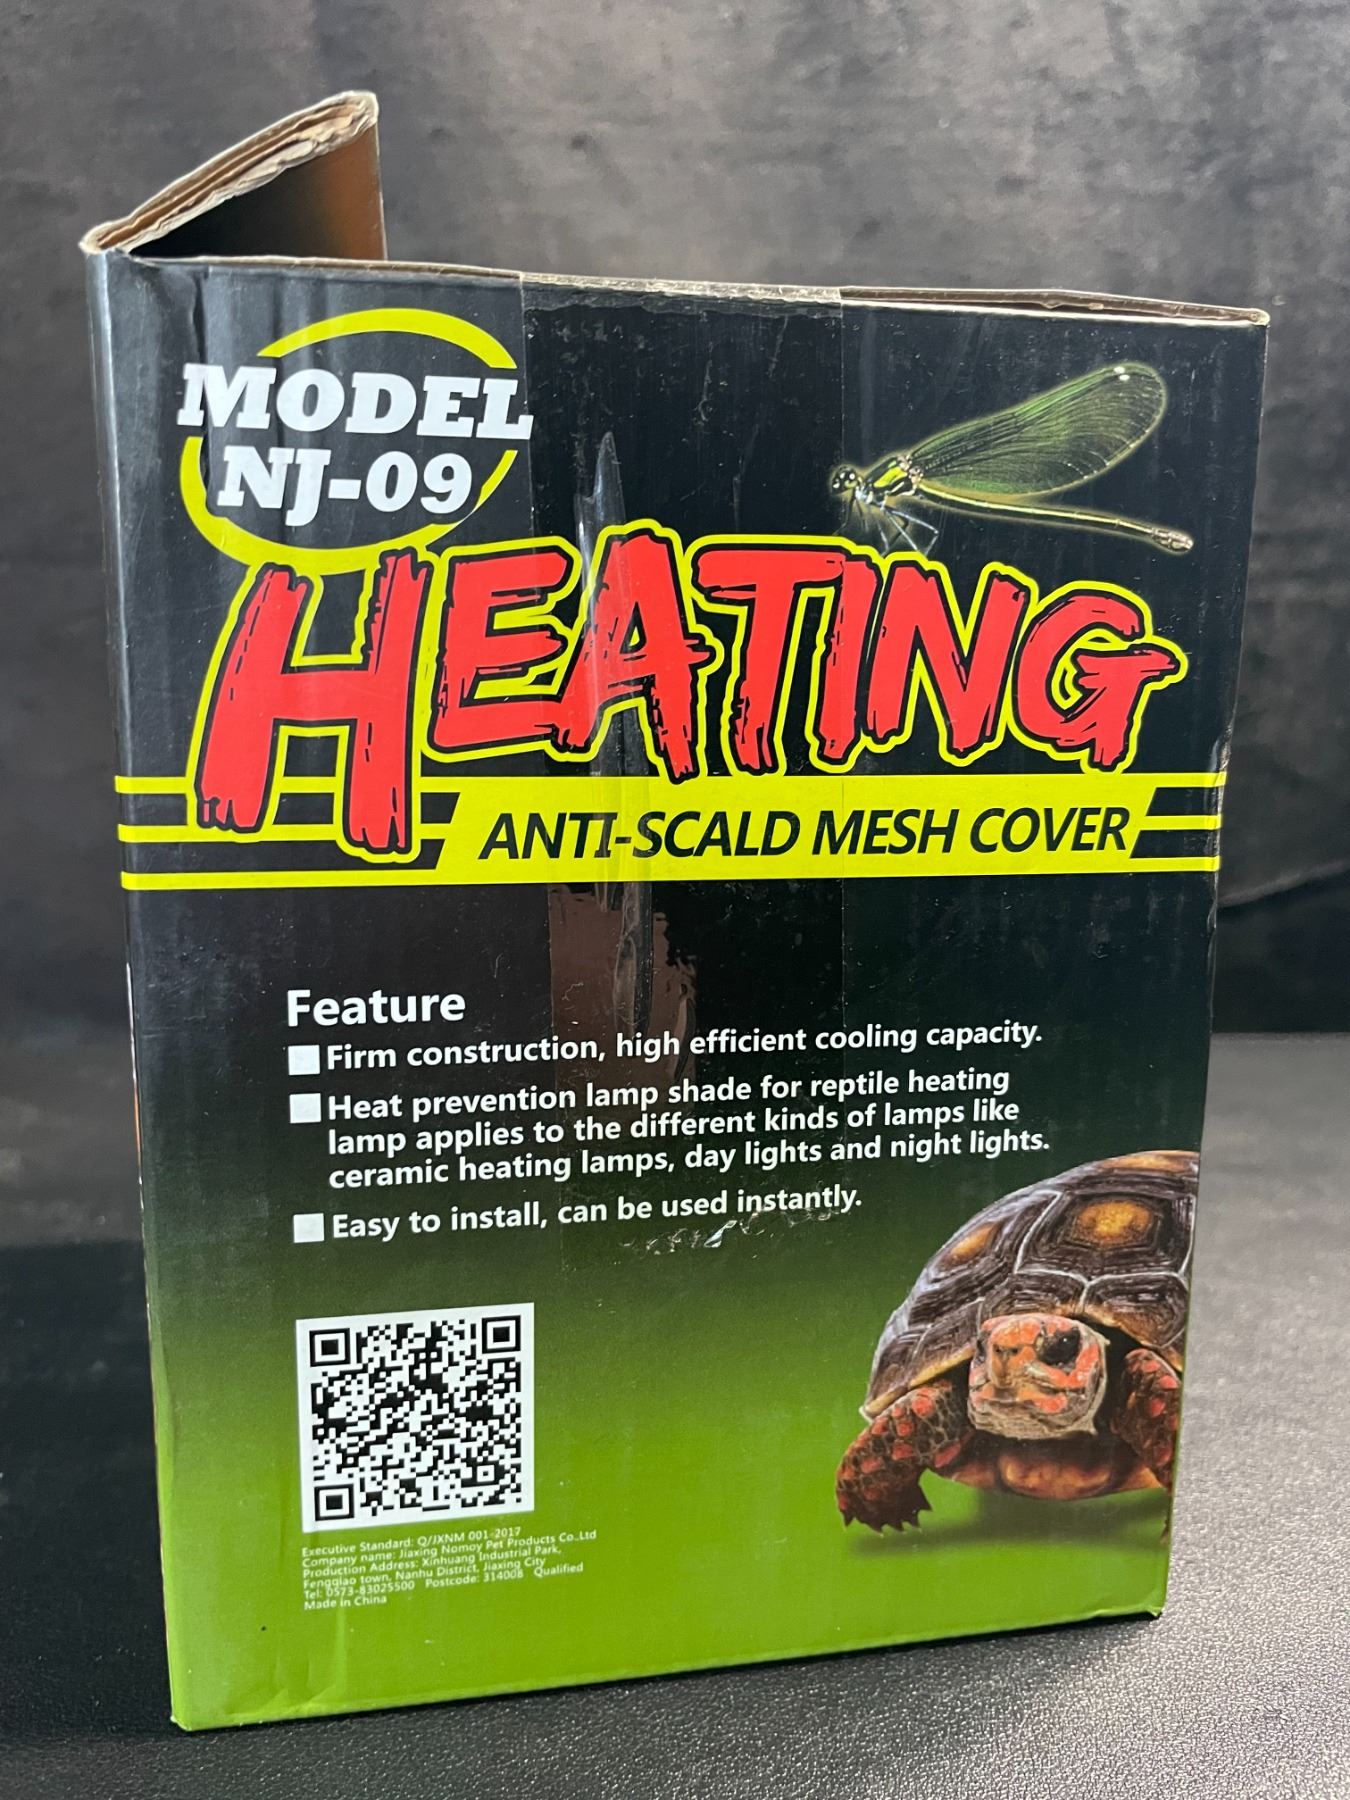 MODEL
NJ-09
HEATING
ANTI-SCALD MESH COVER
Feature
Firm construction, high efficient cooling capacity.
Heat prevention lamp shade for reptile heating
lamp applies to the different kinds of lamps like
ceramic heating lamps, day lights and night lights.
Easy to install, can be used instantly.
Executive Standard: Q/JXNM 001-2017
Company name: Jiaxing Nomoy Pet Products Co.,Ltd
Production Address: Xinhuang Industrial Park,
Fengqiao town, Nanhu District, Jiaxing City
Tel: 0573-83025500 Postcode: 314008 Qualified
Made in China